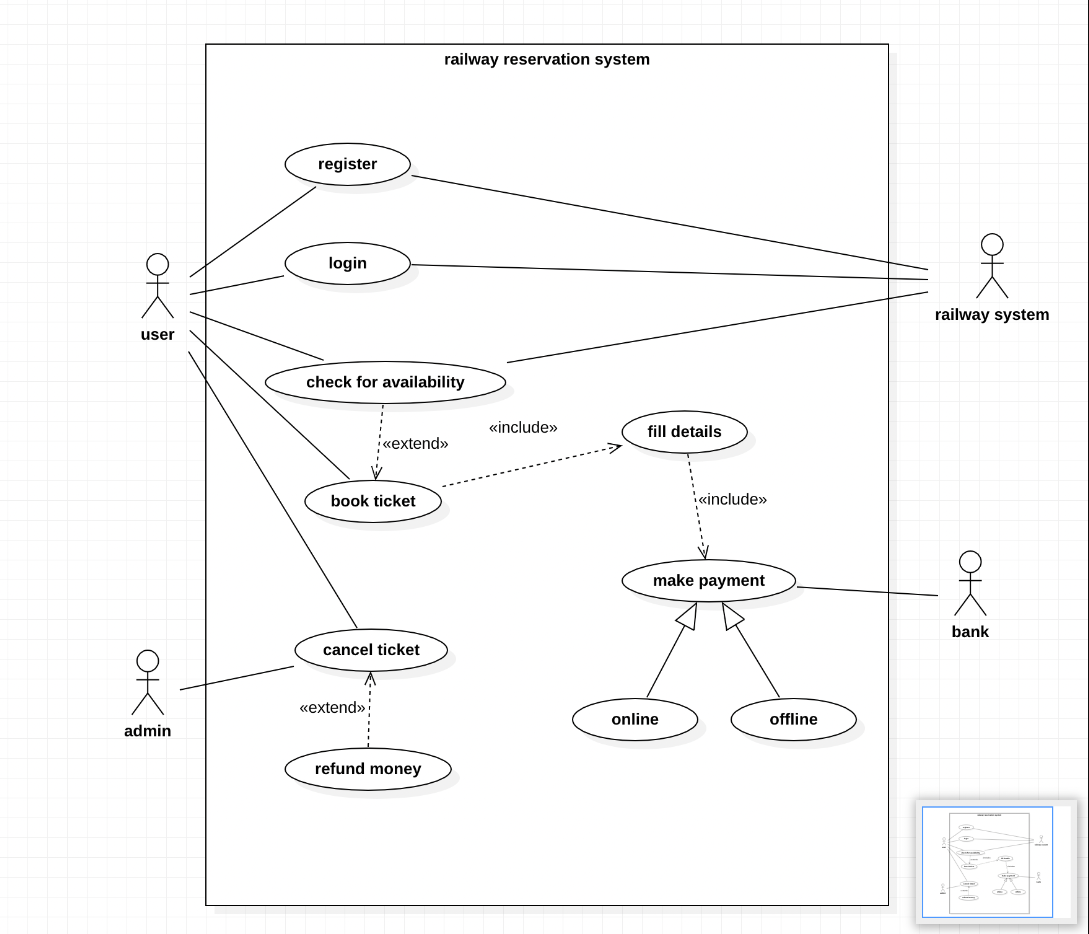 railway reservation system
register
login
user
railway system
check for availability
«extend»
«include»
fill details
book ticket
«include»
make payment
bank
cancel ticket
admin
«extend»
online
offline
refund money